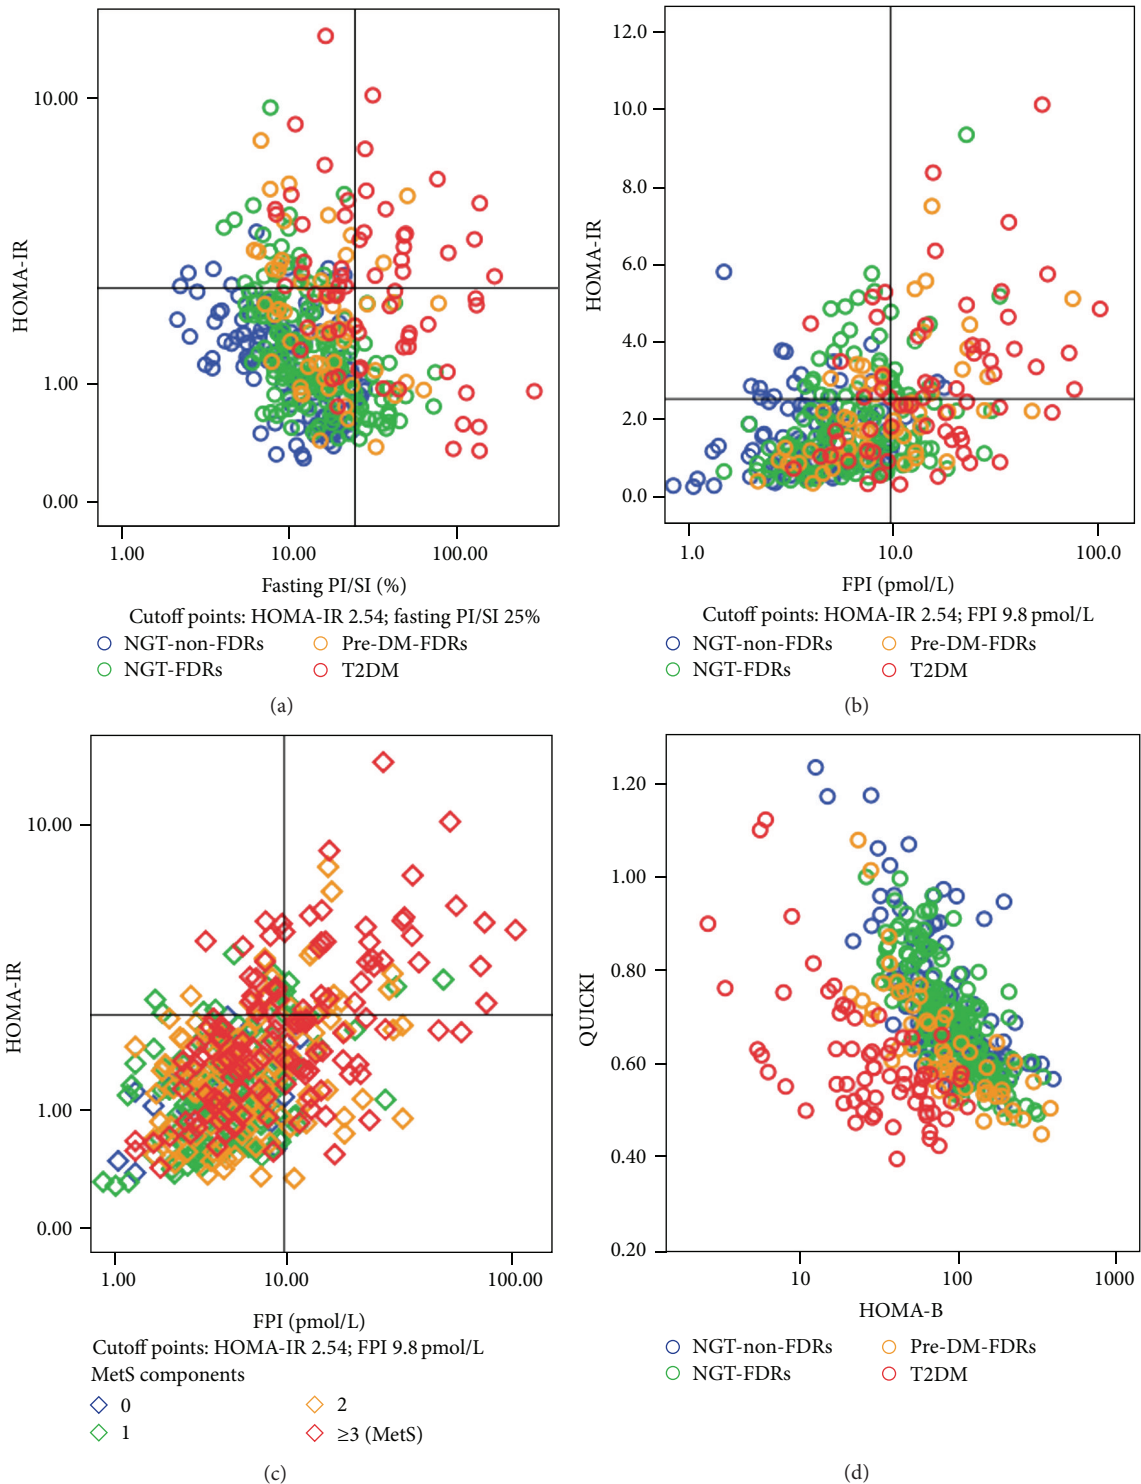 HOMA-IR
10.00
1.00
0.00
1.00 10.00 100.00
Fasting PI/SI (%)
Cutoff points: HOMA-IR 2.54; fasting PI/SI 25%
NGT-non-FDRs Pre-DM-FDRs
NGT-FDRs T2DM
(a)
HOMA-IR
12.0
10.0
8.0
6.0
4.0
2.0
0.0
1.0 10.0 100.0
FPI (pmol/L)
Cutoff points: HOMA-IR 2.54; FPI 9.8 pmol/L
NGT-non-FDRs Pre-DM-FDRs
NGT-FDRs T2DM
(b)
HOMA-IR
10.00
1.00
0.00
1.00 10.00 100.00
FPI (pmol/L)
Cutoff points: HOMA-IR 2.54; FPI 9.8 pmol/L
MetS components
0 2
1 ≥3 (MetS)
(c)
QUICKI
1.20
1.00
0.80
0.60
0.40
0.20
10 100 1000
HOMA-B
NGT-non-FDRs Pre-DM-FDRs
NGT-FDRs T2DM
(d)